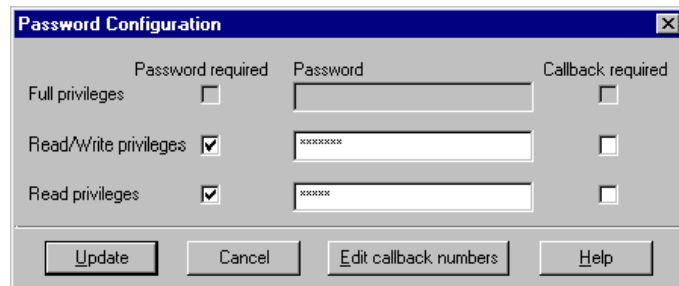 Password Configuration
Password required Password Callback required
Full privileges
Read/Write privileges *******
Read privileges *****
Update Cancel Edit callback numbers Help